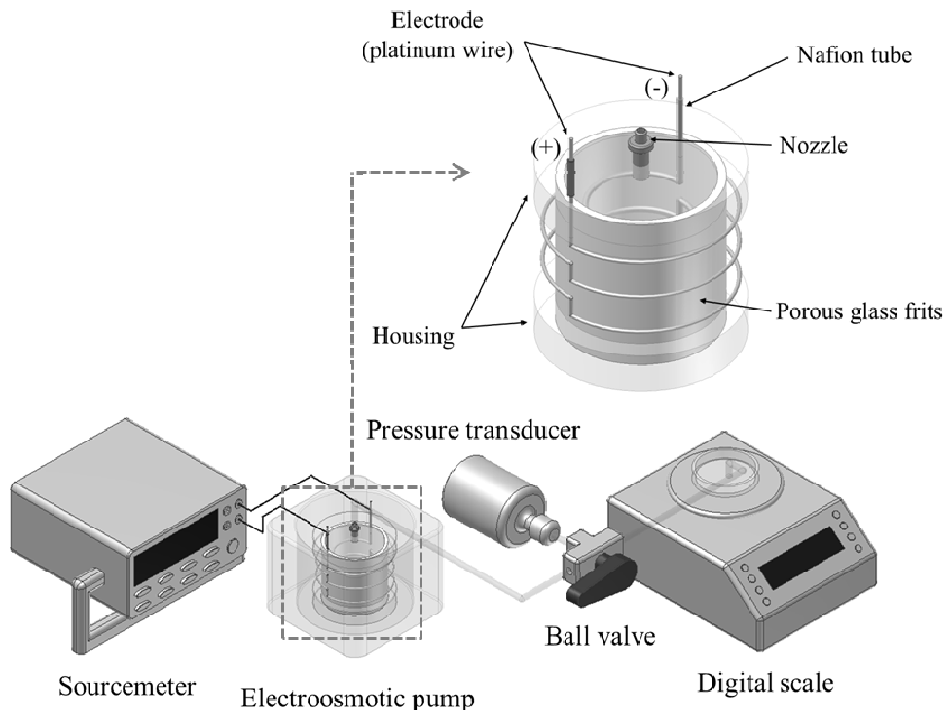 Electrode
(platinum wire)
Nafion tube
(-)
(+)
Nozzle
Porous glass frits
Housing
Pressure transducer
Ball valve
Sourcemeter
Electroosmotic pump
Digital scale